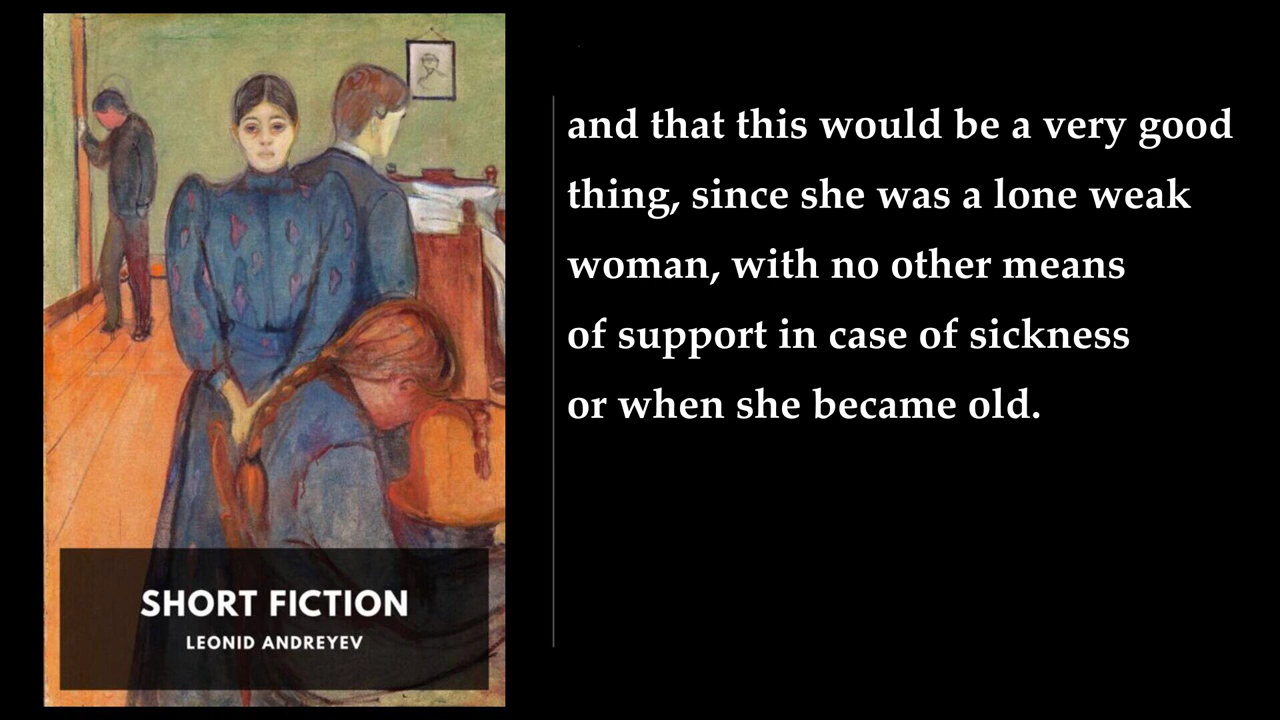 and that this would be a very good
thing, since she was a lone weak
woman, with no other means
of support in case of sickness
or when she became old.
SHORT FICTION
LEONID ANDREYEV